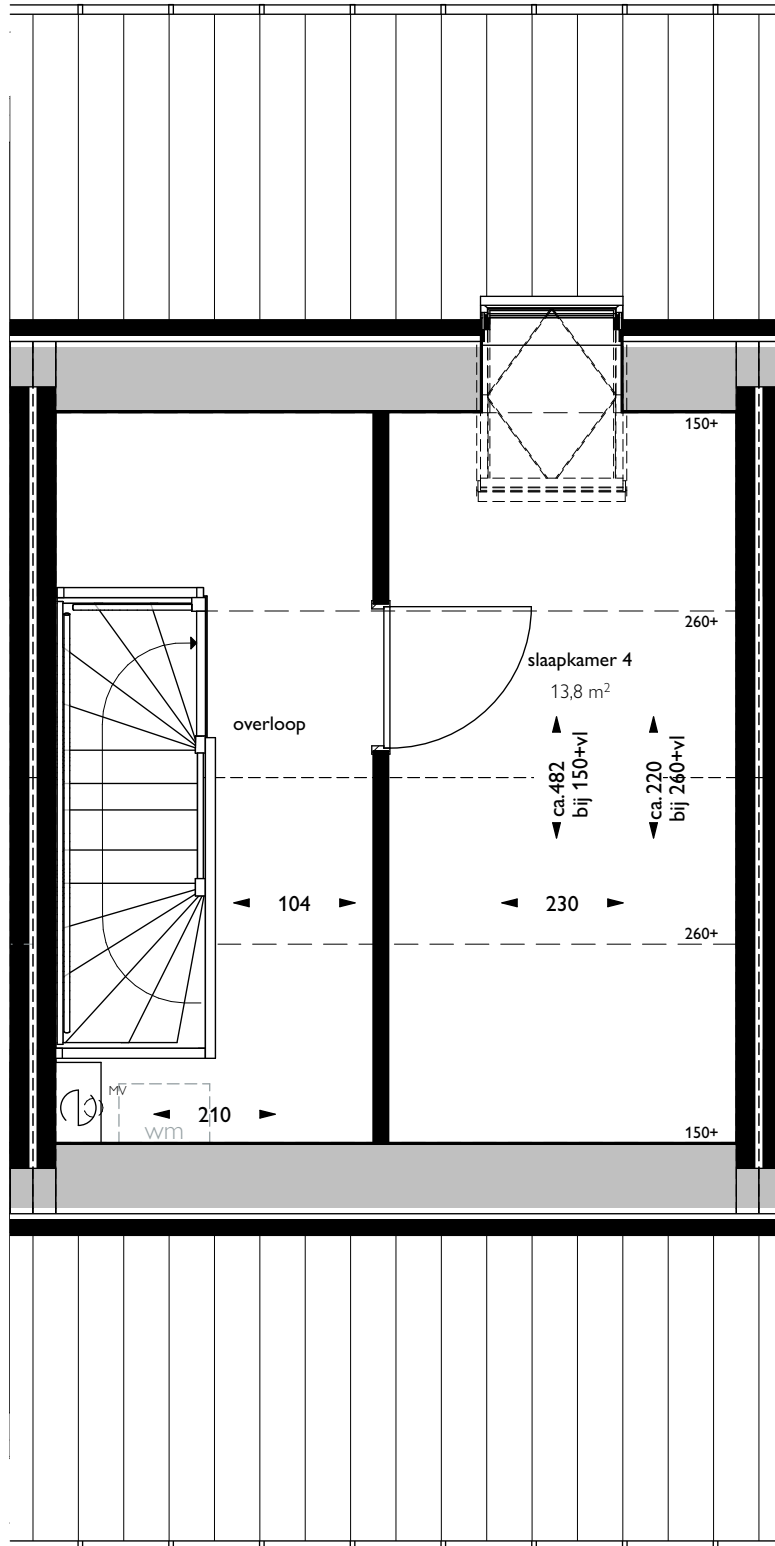 150+
260+
slaapkamer 4
13,8 m²
overloop
ca. 482
bij 150+vl
ca. 220
bij 260+vl
104
230
260+
MV
210
wm
150+